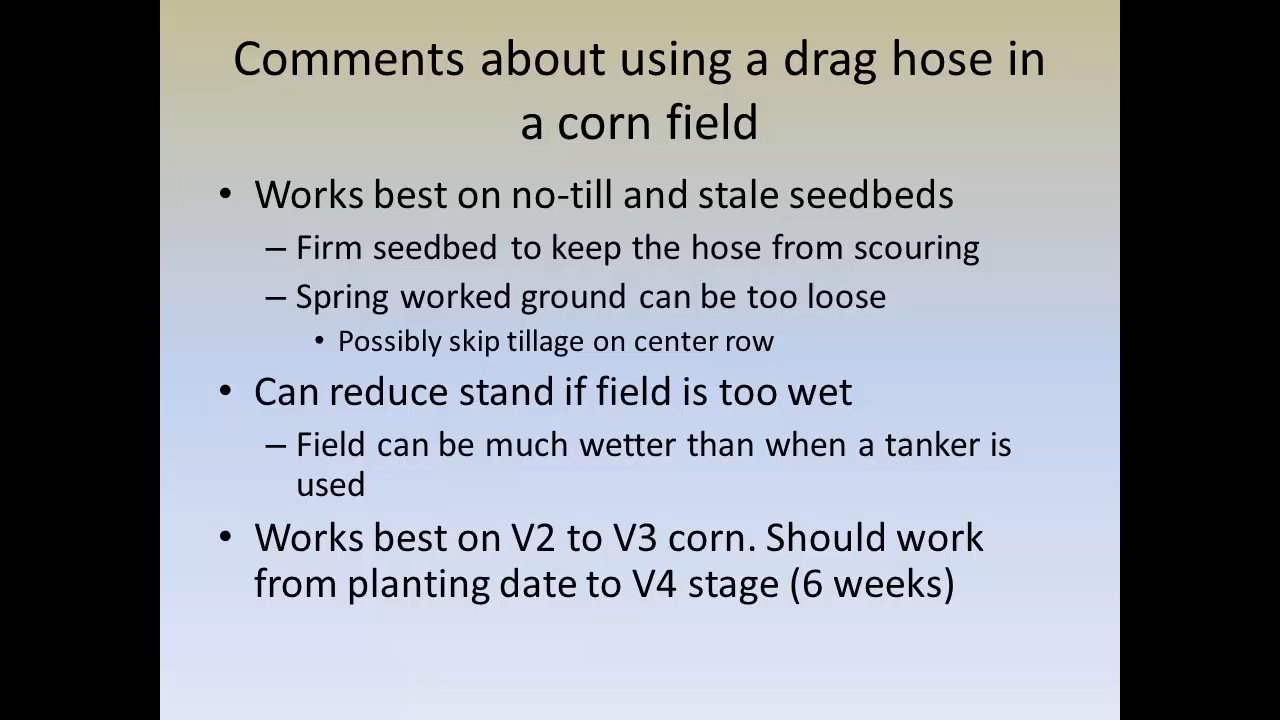 Comments about using a drag hose in
a corn field
• Works best on no-till and stale seedbeds
– Firm seedbed to keep the hose from scouring
– Spring worked ground can be too loose
• Possibly skip tillage on center row
• Can reduce stand if field is too wet
– Field can be much wetter than when a tanker is
used
• Works best on V2 to V3 corn. Should work
from planting date to V4 stage (6 weeks)